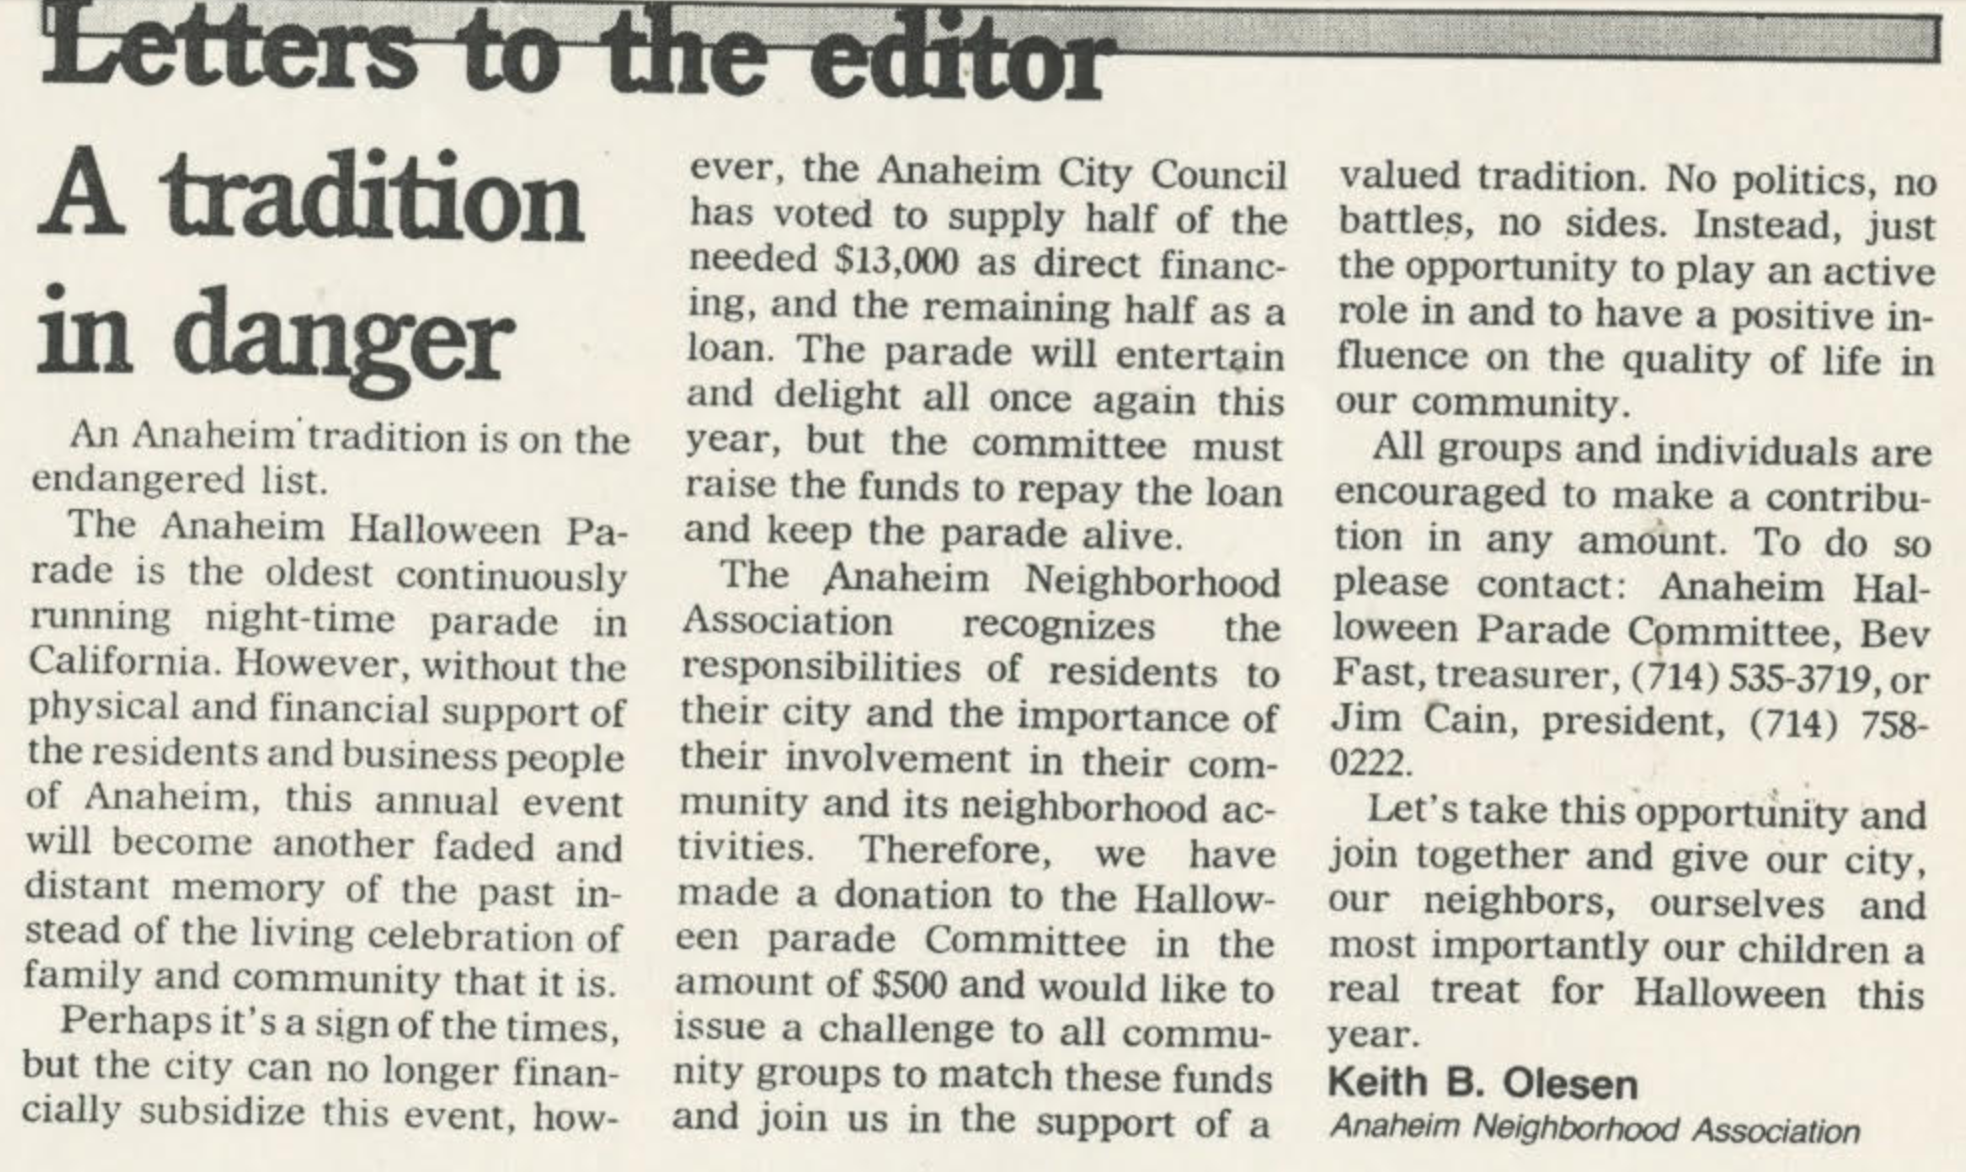 Letters to the editor
A tradition
in danger
An Anaheim tradition is on the
endangered list.
The Anaheim Halloween Pa-
rade is the oldest continuously
running night-time parade in
California. However, without the
physical and financial support of
the residents and business people
of Anaheim, this annual event
will become another faded and
distant memory of the past in-
stead of the living celebration of
family and community that it is.
Perhaps it's a sign of the times,
but the city can no longer finan-
cially subsidize this event, how-
ever, the Anaheim City Council
has voted to supply half of the
needed $13,000 as direct financ-
ing, and the remaining half as a
loan. The parade will entertain
and delight all once again this
year, but the committee must
raise the funds to repay the loan
and keep the parade alive.
The Anaheim Neighborhood
Association recognizes the
responsibilities of residents to
their city and the importance of
their involvement in their com-
munity and its neighborhood ac-
tivities. Therefore, we have
made a donation to the Hallow-
een parade Committee in the
amount of $500 and would like to
issue a challenge to all commu-
nity groups to match these funds
and join us in the support of a
valued tradition. No politics, no
battles, no sides. Instead, just
the opportunity to play an active
role in and to have a positive in-
fluence on the quality of life in
our community.
All groups and individuals are
encouraged to make a contribu-
tion in any amount. To do so
please contact: Anaheim Hal-
loween Parade Committee, Bev
Fast, treasurer, (714) 535-3719, or
Jim Cain, president, (714) 758-
0222.
Let's take this opportunity and
join together and give our city,
our neighbors, ourselves and
most importantly our children a
real treat for Halloween this
year.
Keith B. Olesen
Anaheim Neighborhood Association